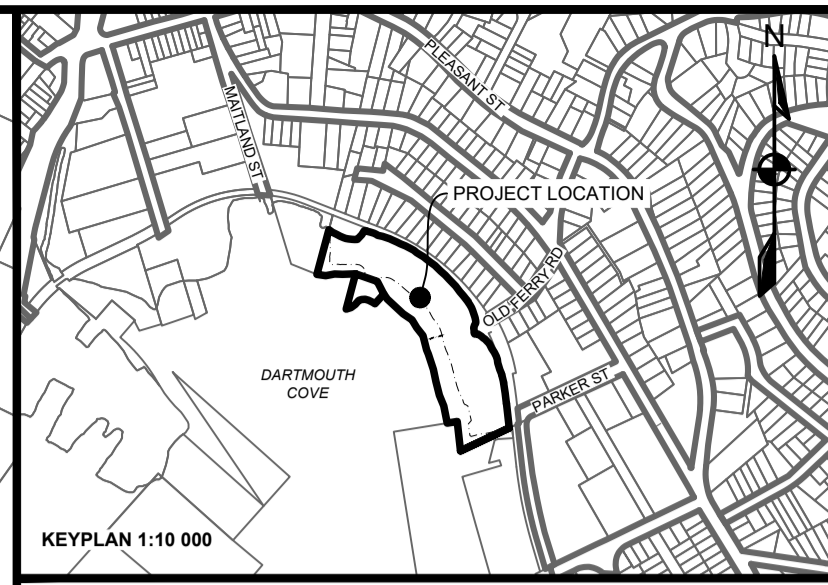 N
PLEASANT ST
MAITLAND ST
PROJECT LOCATION
OLD FERRY RD
DARTMOUTH
COVE
PARKER ST
KEYPLAN 1:10 000